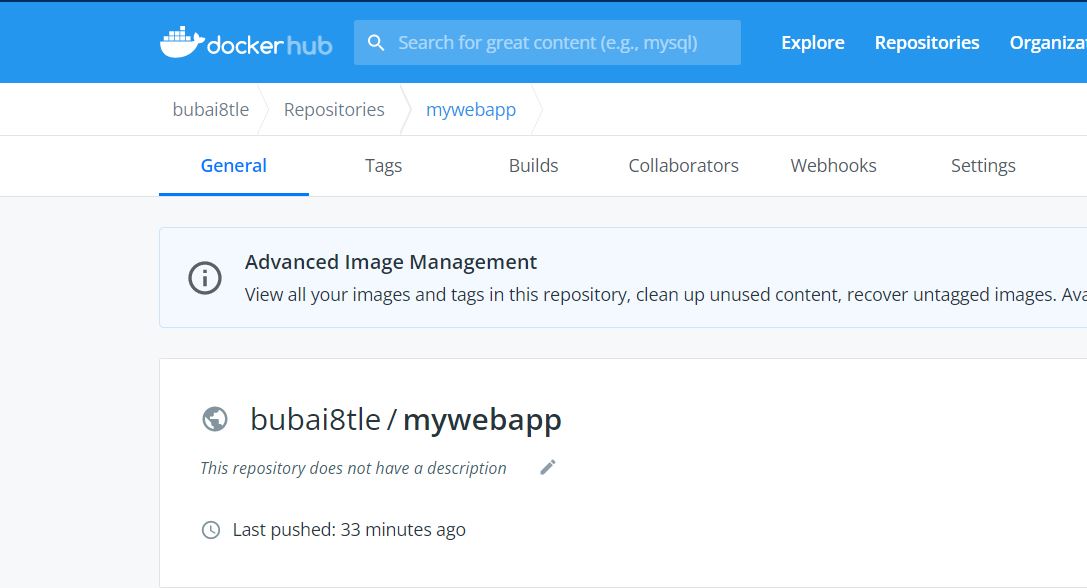 docker hub
Search for great content (e.g., mysql)
Explore
Repositories
Organizat
bubai8tle
Repositories
mywebapp
General
Tags
Builds
Collaborators
Webhooks
Settings
Advanced Image Management
View all your images and tags in this repository, clean up unused content, recover untagged images. Ava
bubai8tle / mywebapp
This repository does not have a description
Last pushed: 33 minutes ago